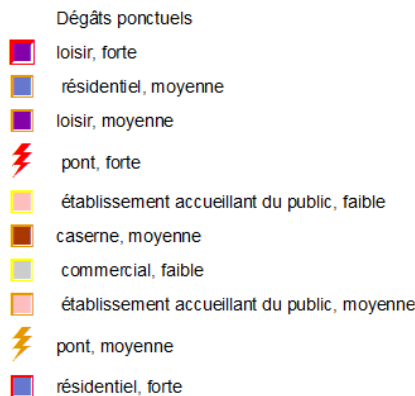 Dégâts ponctuels
loisir, forte
résidentiel, moyenne
loisir, moyenne
pont, forte
établissement accueillant du public, faible
caserne, moyenne
commercial, faible
établissement accueillant du public, moyenne
pont, moyenne
résidentiel, forte